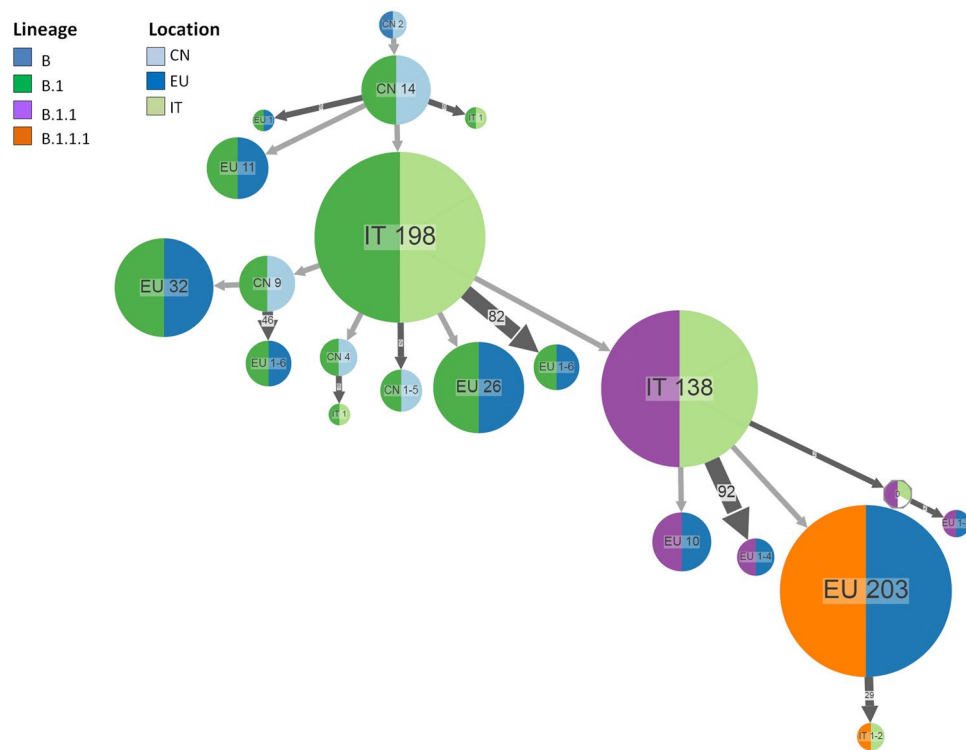 Lineage
B
B.1
B.1.1
B.1.1.1
Location
CN
EU
IT
CN 2
CN 14
EU 1
IT 1
EU 11
IT 198
EU 32
CN 9
46
82
EU 1-6
CN 4
CN 1-5
EU 26
EU 1-6
IT 1
IT 138
92
0
EU 10
EU 1-4
EU 203
29
IT 1-2